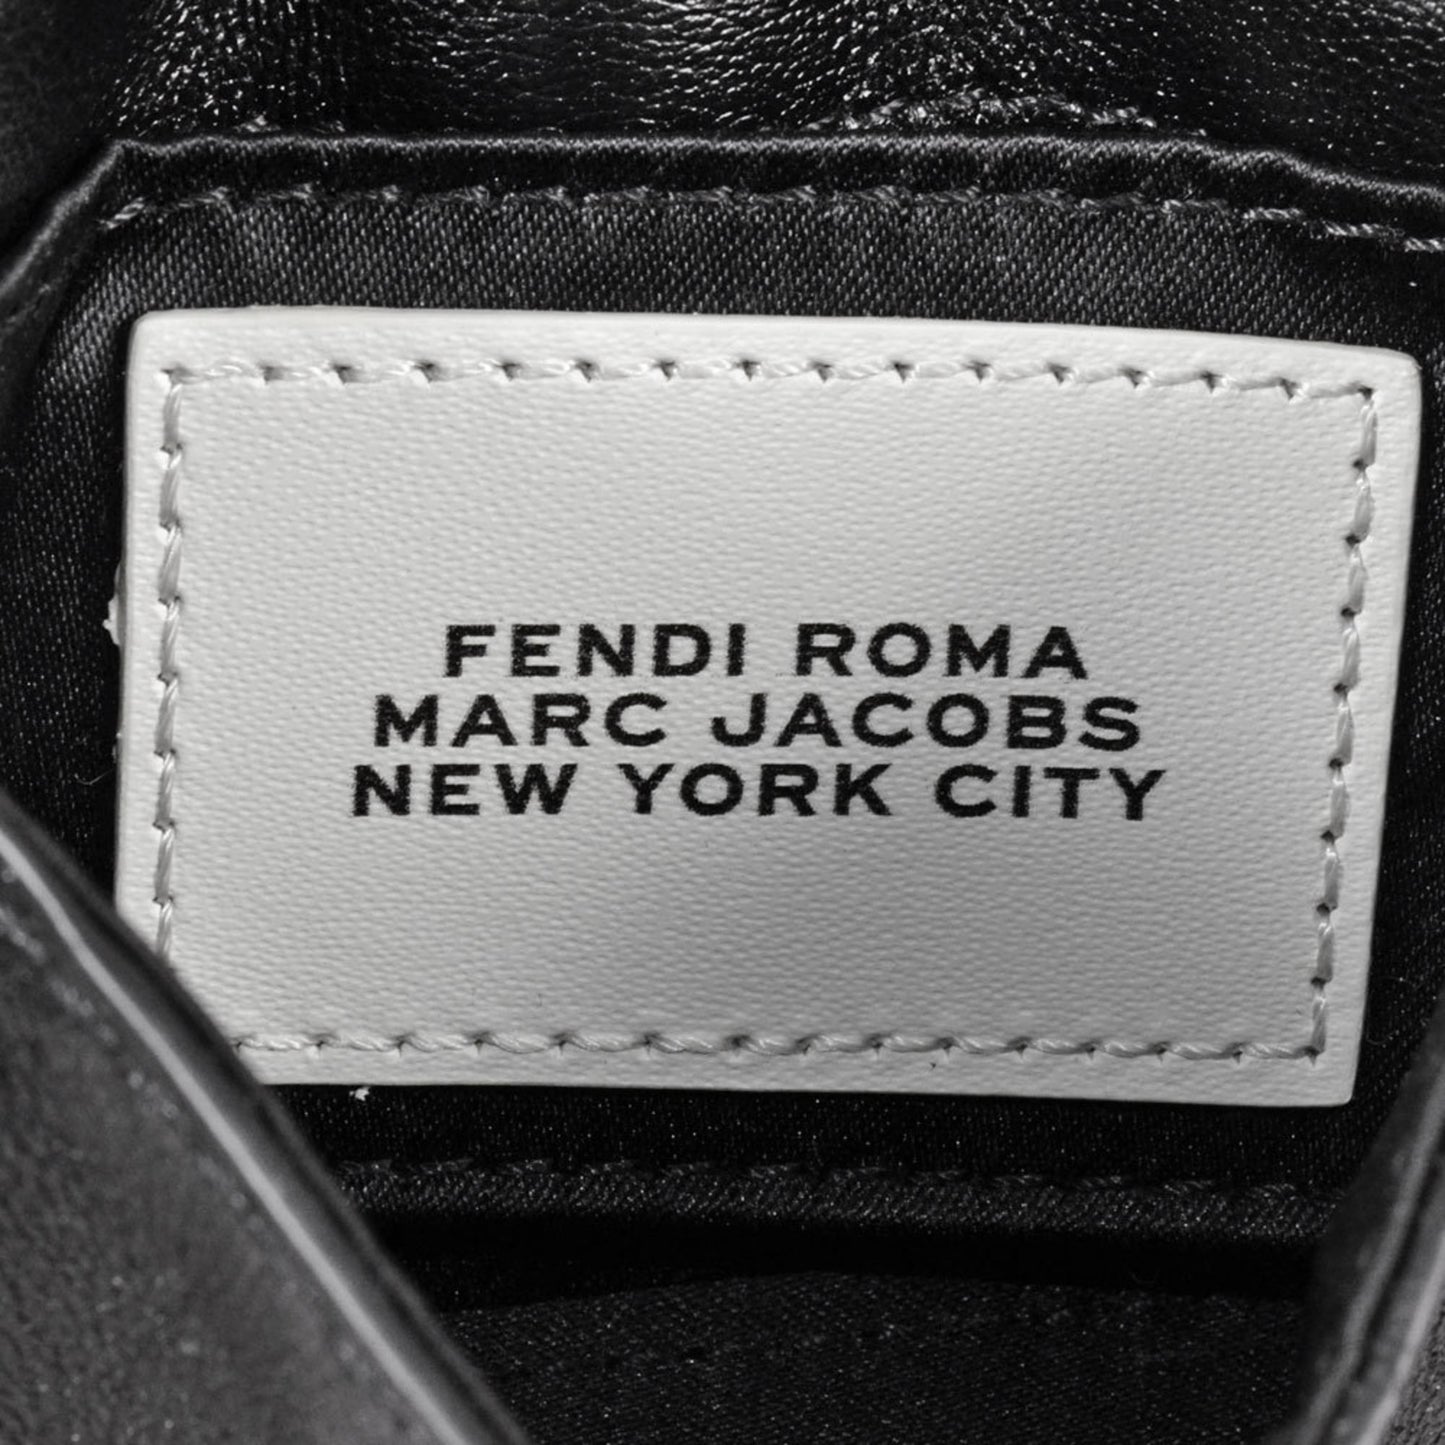 FENDI ROMA
MARC JACOBS
NEW YORK CITY